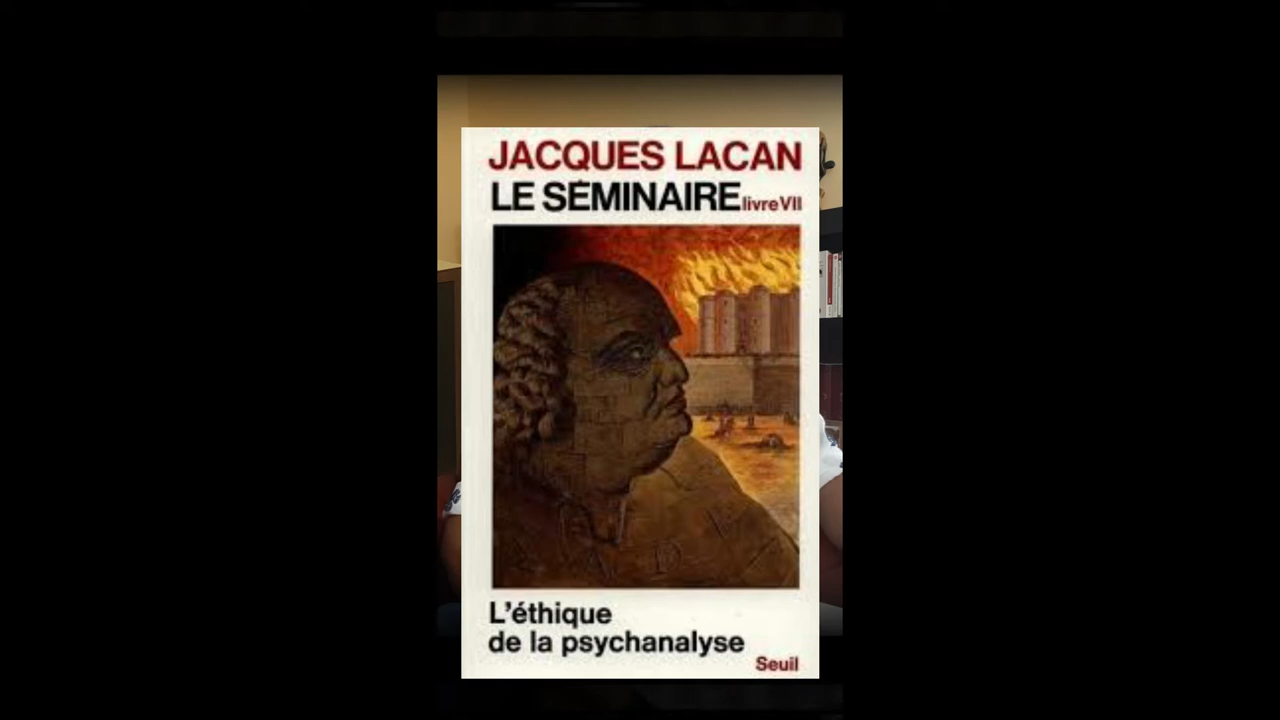 JACQUES LACAN
LE SÉMINAIRE livre VII
L'éthique
de la psychanalyse
Seuil